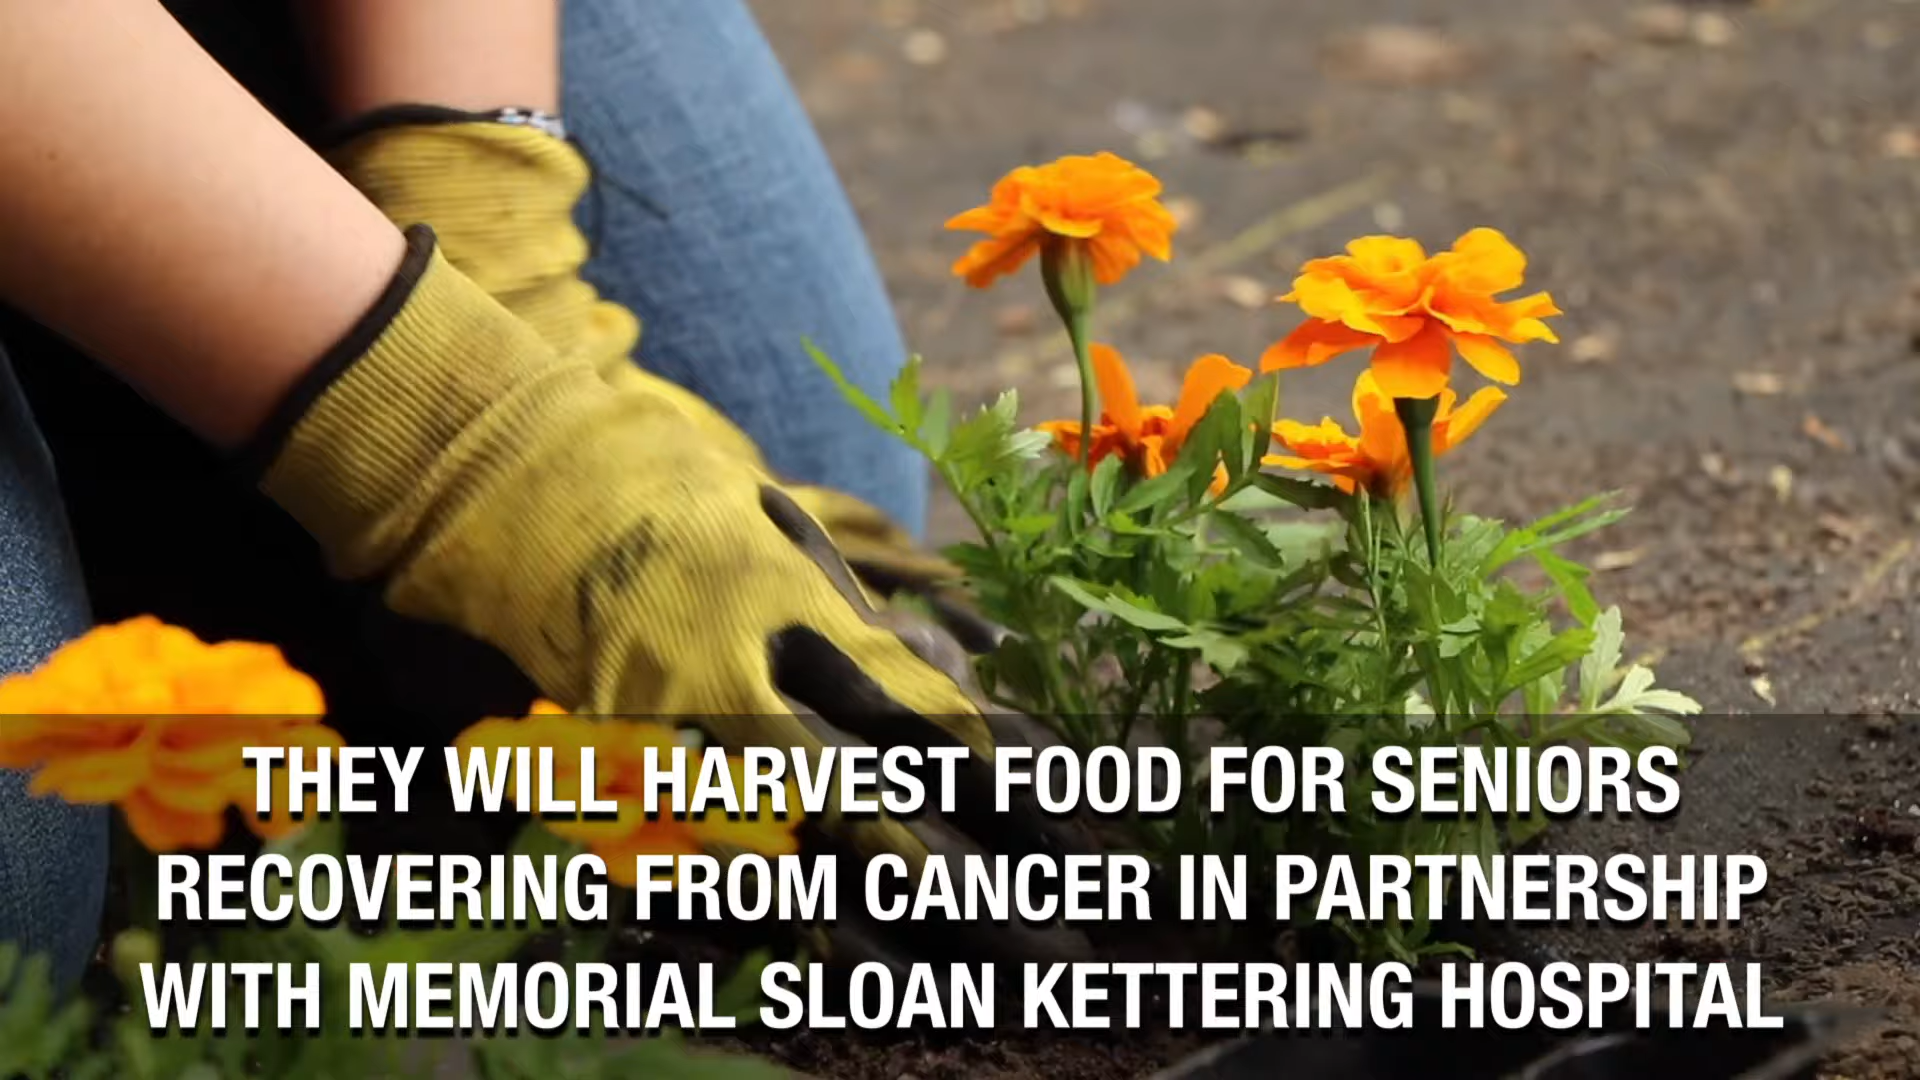 THEY WILL HARVEST FOOD FOR SENIORS
RECOVERING FROM CANCER IN PARTNERSHIP
WITH MEMORIAL SLOAN KETTERING HOSPITAL